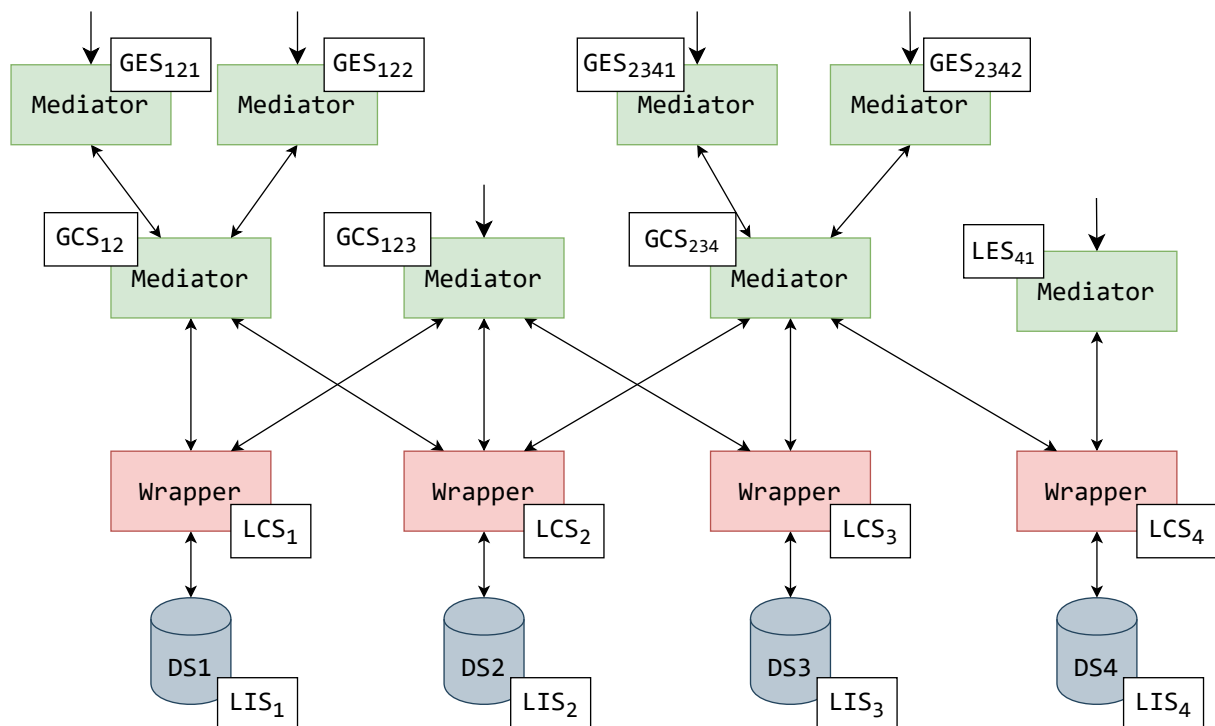 GES121
GES122
GES2341
GES2342
Mediator
Mediator
Mediator
Mediator
GCS12
GCS123
GCS234
LES41
Mediator
Mediator
Mediator
Mediator
Wrapper
Wrapper
Wrapper
Wrapper
LCS1
LCS2
LCS3
LCS4
DS1
DS2
DS3
DS4
LIS1
LIS2
LIS3
LIS4